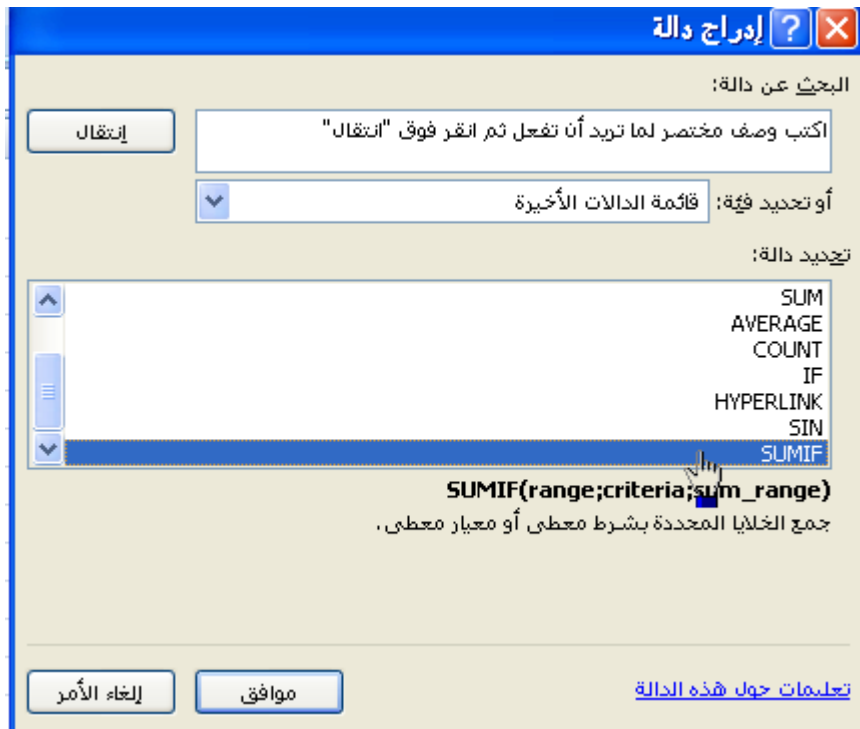 إدراج دالة
البحث عن دالة:
اكتب وصف مختصر لما تريد أن تفعل ثم انقر فوق "انتقال"
إنتقال
أو تحديد فئة:
قائمة الدالات الأخيرة
تحديد دالة:
SUM
AVERAGE
COUNT
IF
HYPERLINK
SIN
SUMIF
SUMIF(range;criteria;sum_range)
جمع الخلايا المحددة بشرط معطى أو معيار معطى.
تعليمات حول هذه الدالة
موافق
إلغاء الأمر